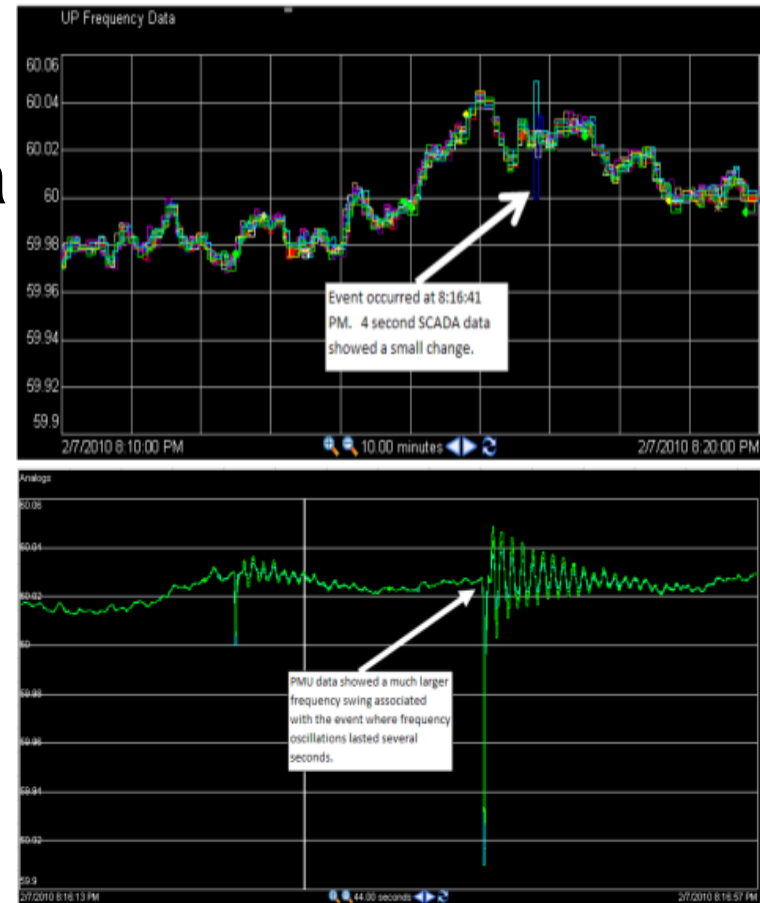 UP Frequency Data
60.06
60.04
60.02
60
59.98
59.96
59.94
59.92
59.9
Event occurred at 8:16:41
PM. 4 second SCADA data
showed a small change.
2/7/2010 8:10:00 PM
10.00 minutes
2/7/2010 8:20:00 PM
Analogs
60.06
60.04
60.02
60
59.98
59.96
59.94
59.92
59.9
PMU data showed a much larger
frequency swing associated
with the event where frequency
oscillations lasted several
seconds.
2/7/2010 8:16:13 PM
44.00 seconds
2/7/2010 8:16:57 PM